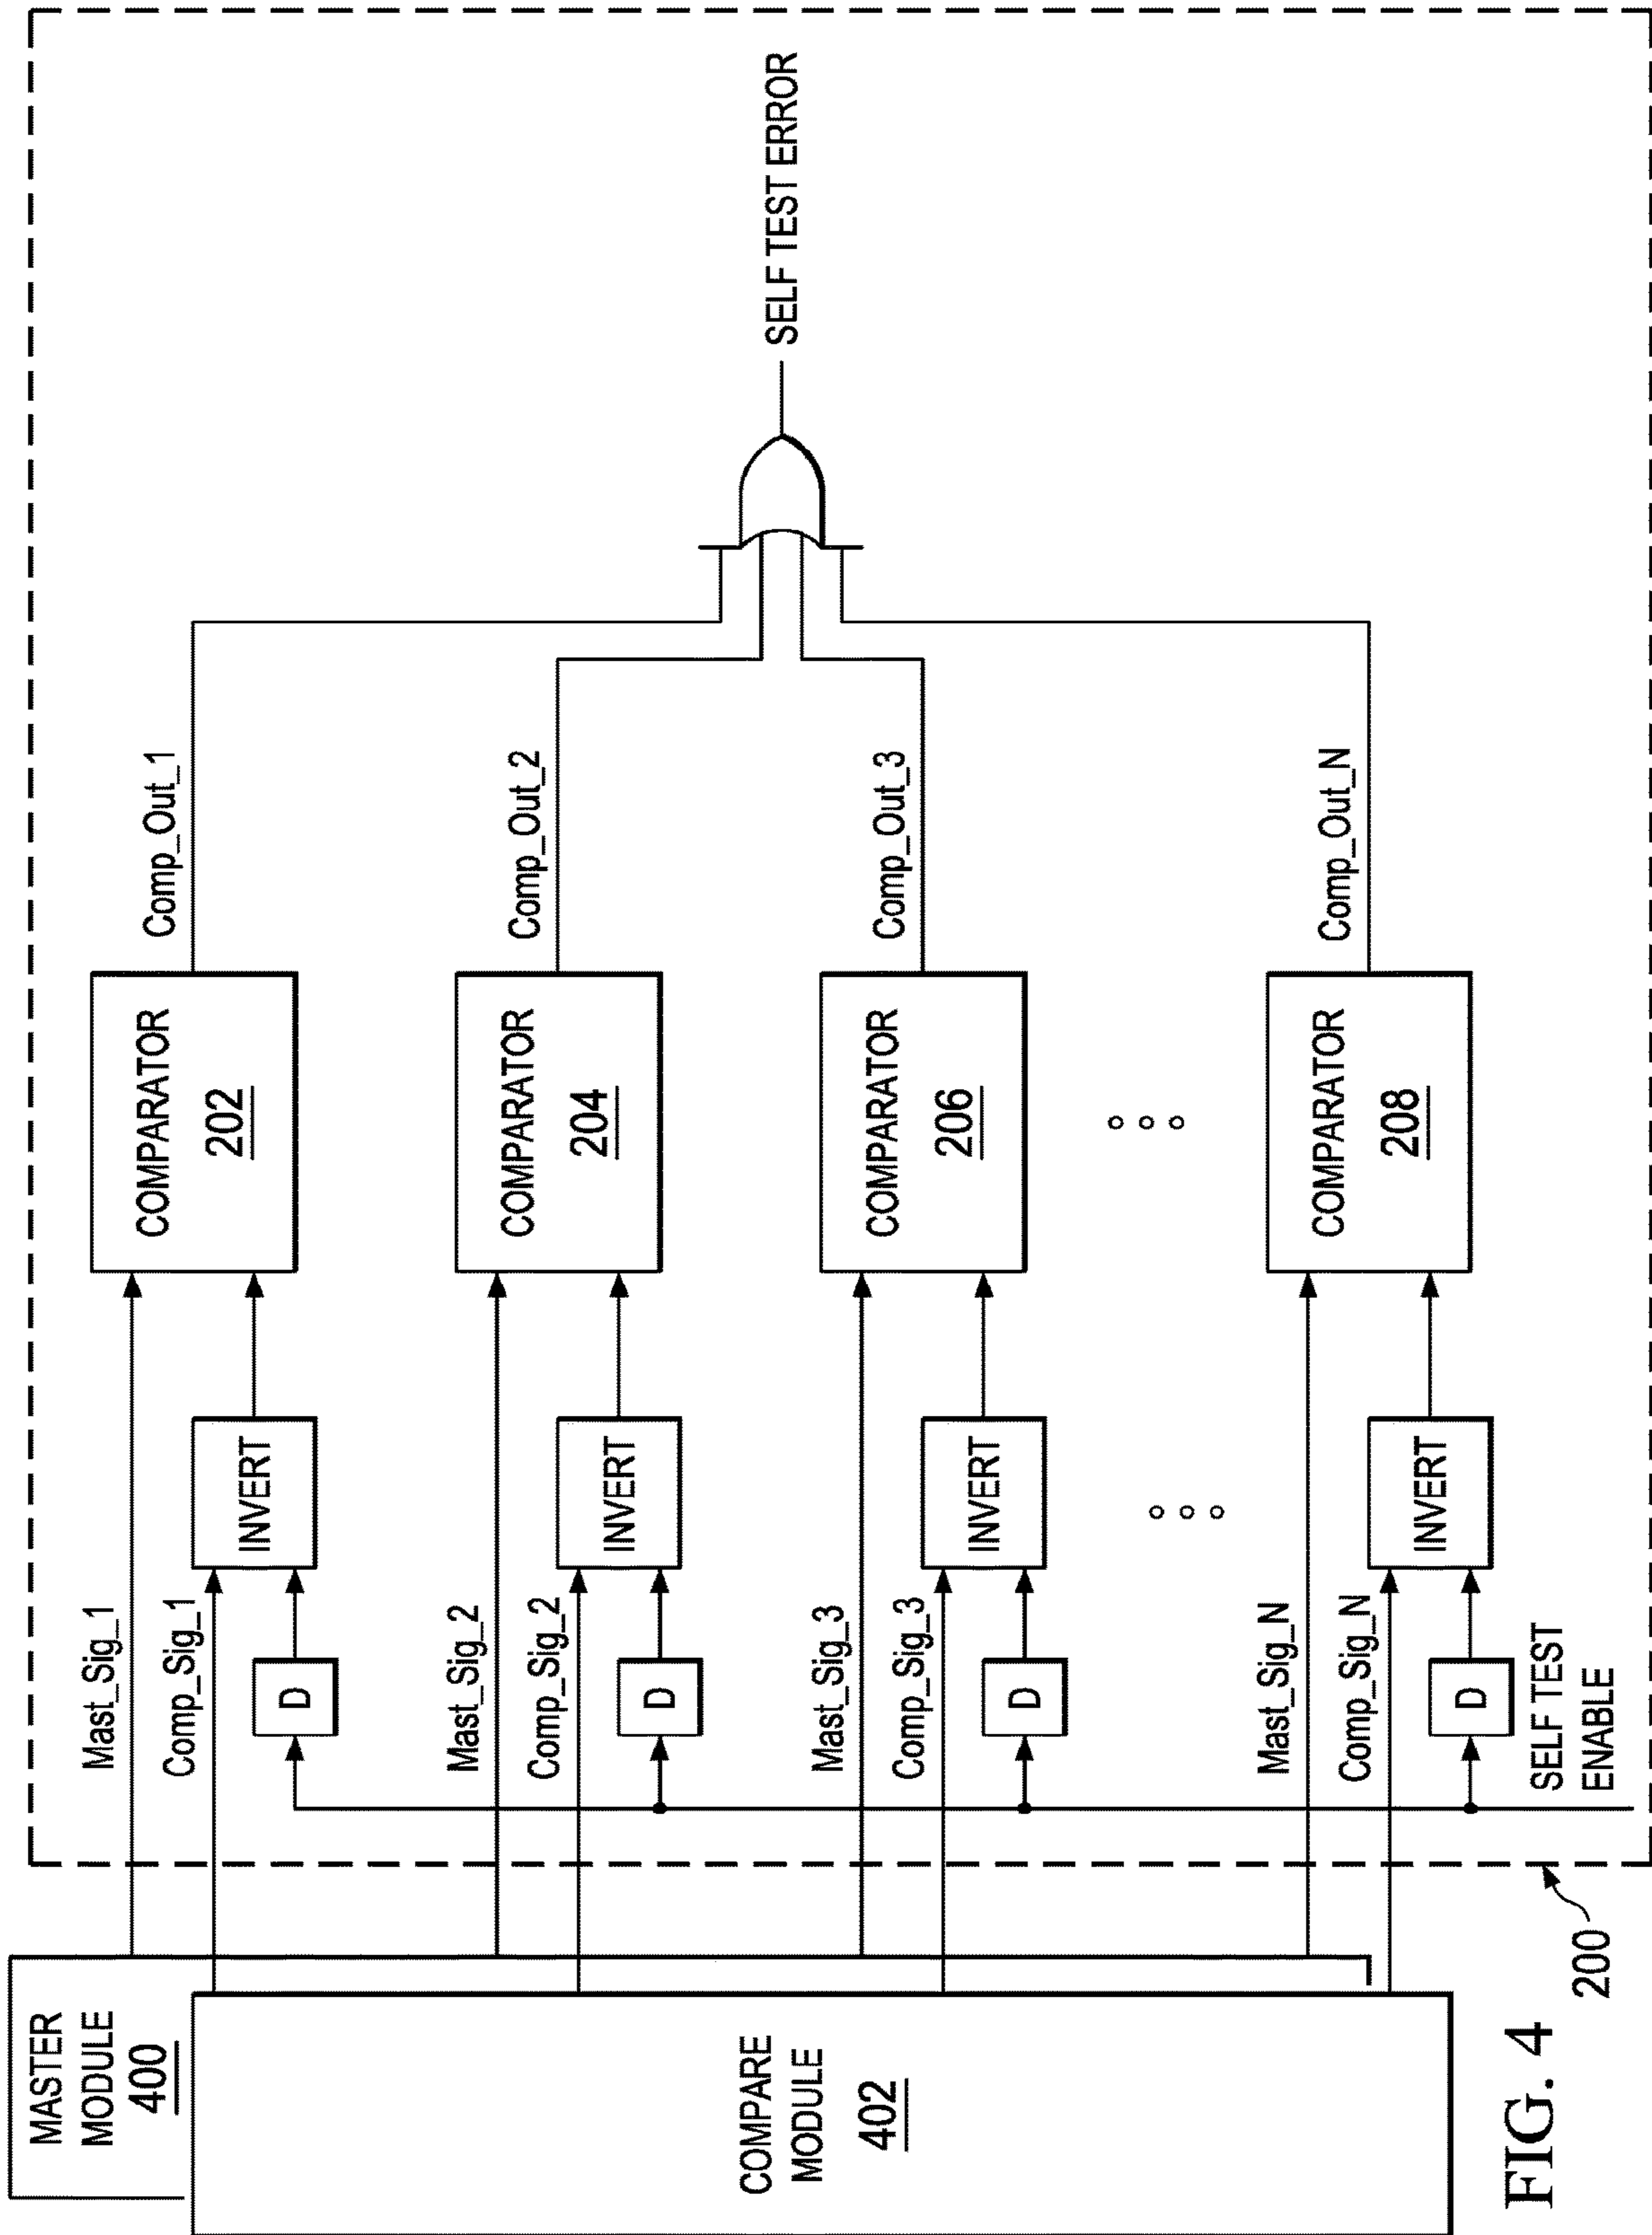 MASTER
MODULE
400
COMPARE
MODULE
402
Mast_Sig_1
Comp_Sig_1
D
INVERT
COMPARATOR
202
Comp_Out_1
Mast_Sig_2
Comp_Sig_2
D
INVERT
COMPARATOR
204
Comp_Out_2
Mast_Sig_3
Comp_Sig_3
D
INVERT
COMPARATOR
206
Comp_Out_3
Mast_Sig_N
Comp_Sig_N
D
INVERT
COMPARATOR
208
Comp_Out_N
SELF TEST
ENABLE
SELF TEST ERROR
200
FIG. 4